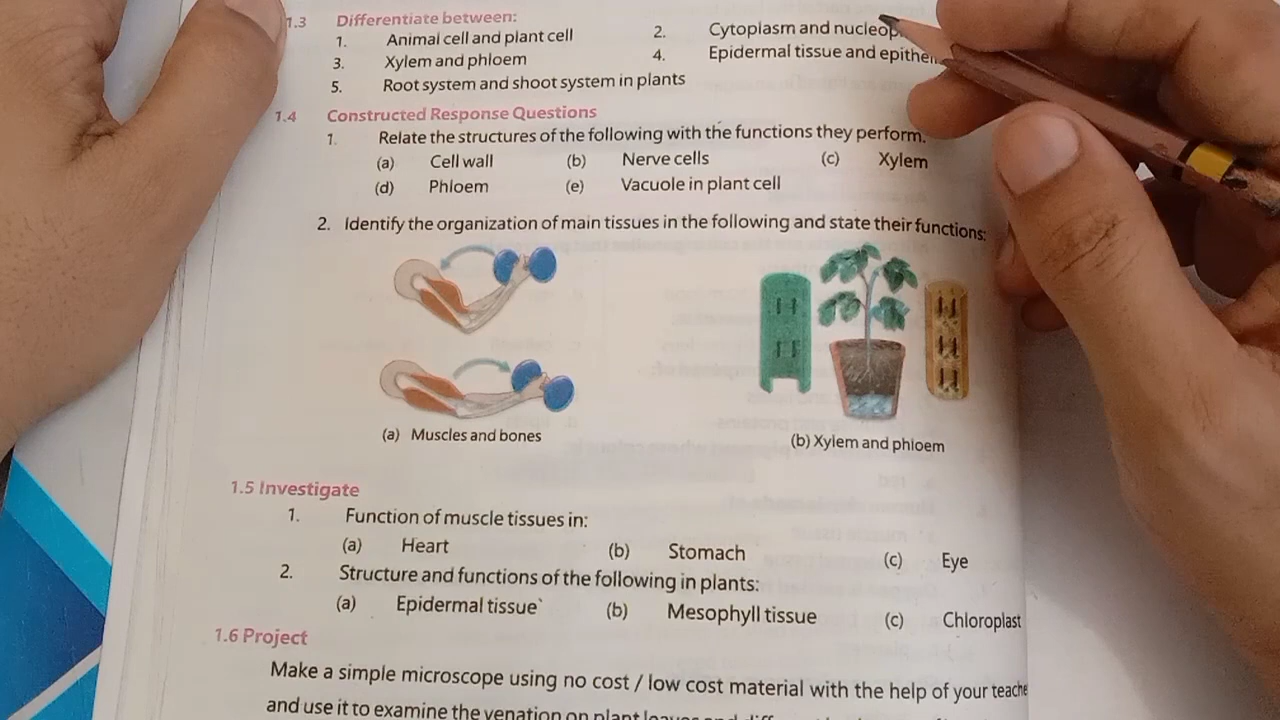 1.3 Differentiate between:
1. Animal cell and plant cell 2. Cytoplasm and
3. Xylem and phloem 4. Epidermal tissue and
5. Root system and shoot system in plants
1.4 Constructed Response Questions
1. Relate the structures of the following with the functions they perform.
(a) Cell wall (b) Nerve cells (c) Xylem
(d) Phloem (e) Vacuole in plant cell
2. Identify the organization of main tissues in the following and state their functions:
(a) Muscles and bones (b) Xylem and phloem
1.5 Investigate
1. Function of muscle tissues in:
(a) Heart (b) Stomach (c) Eye
2. Structure and functions of the following in plants:
(a) Epidermal tissue (b) Mesophyll tissue (c) Chloroplast
1.6 Project
Make a simple microscope using no cost / low cost material with the help of your
and use it to examine the venation on plant